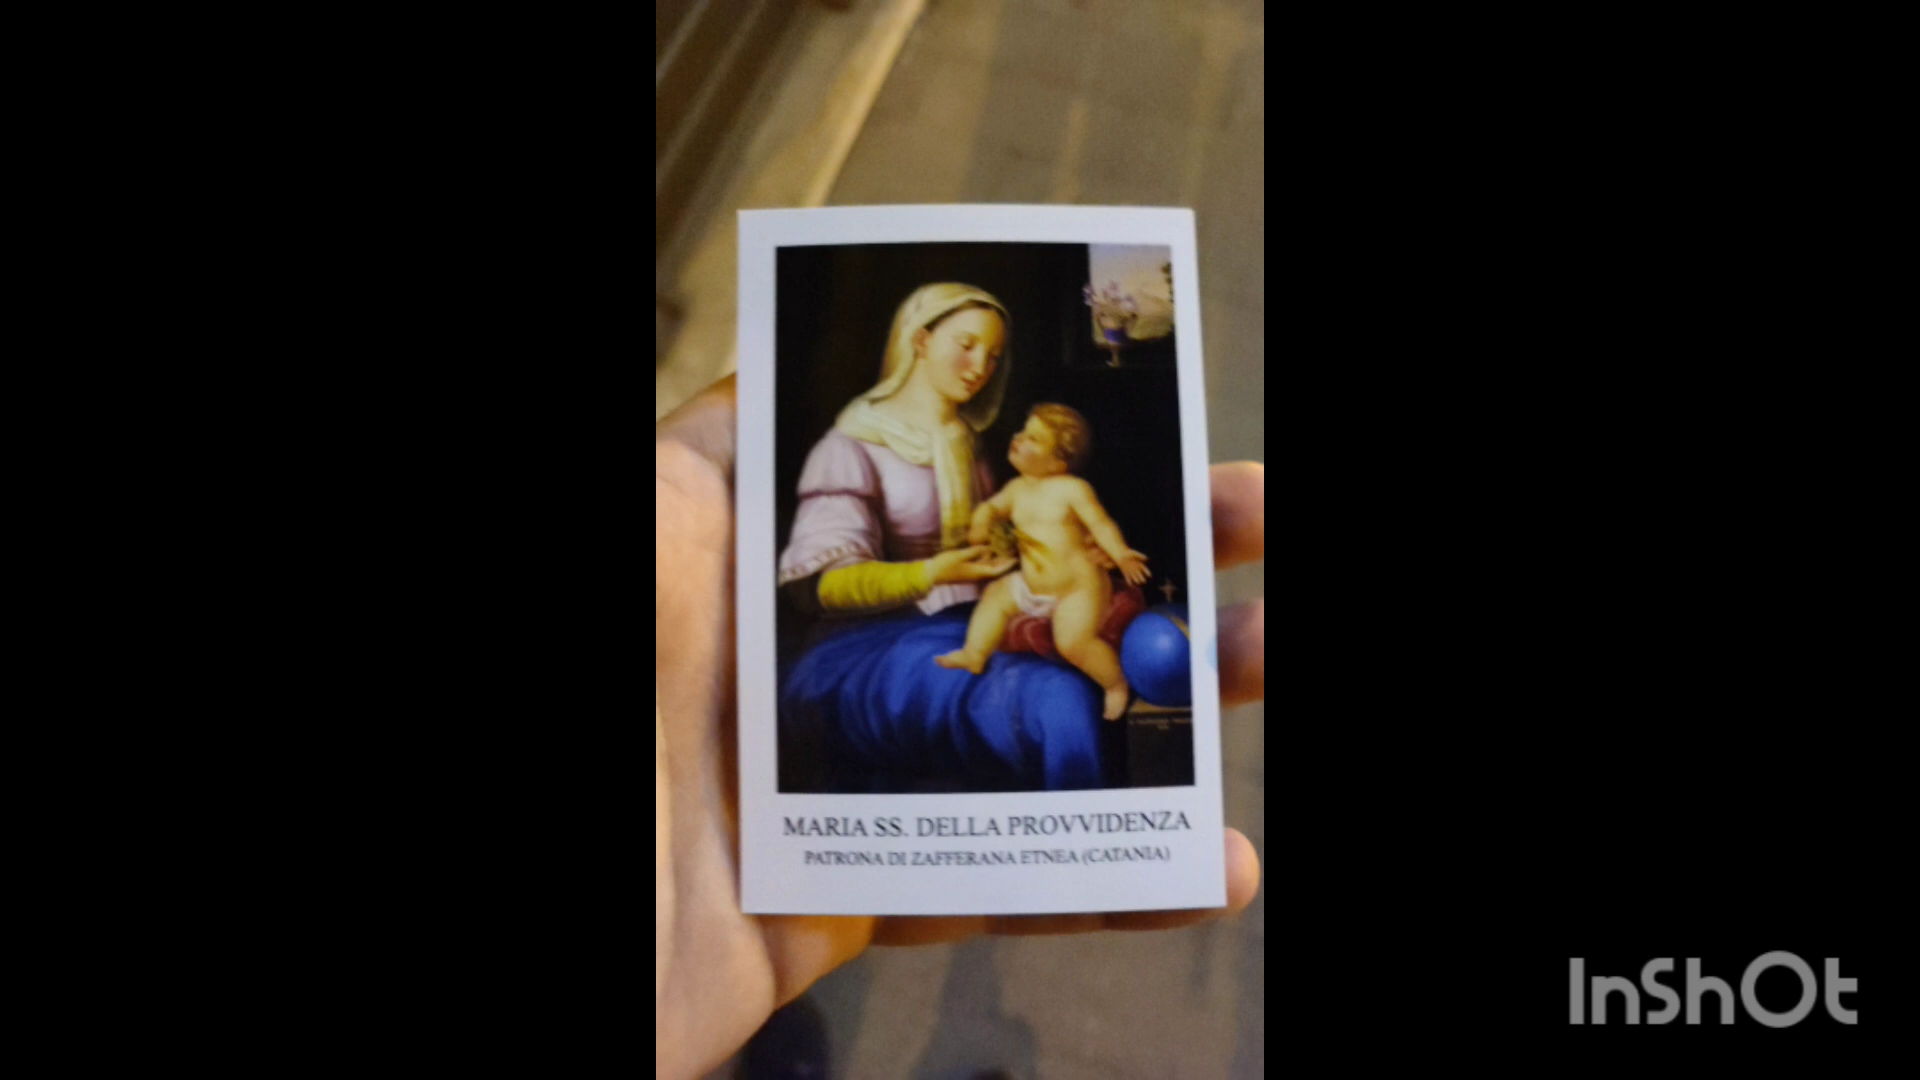 MARIA SS. DELLA PROVVIDENZA
PATRONA DI ZAFFERANA ETNEA (CATANIA)
InShOt